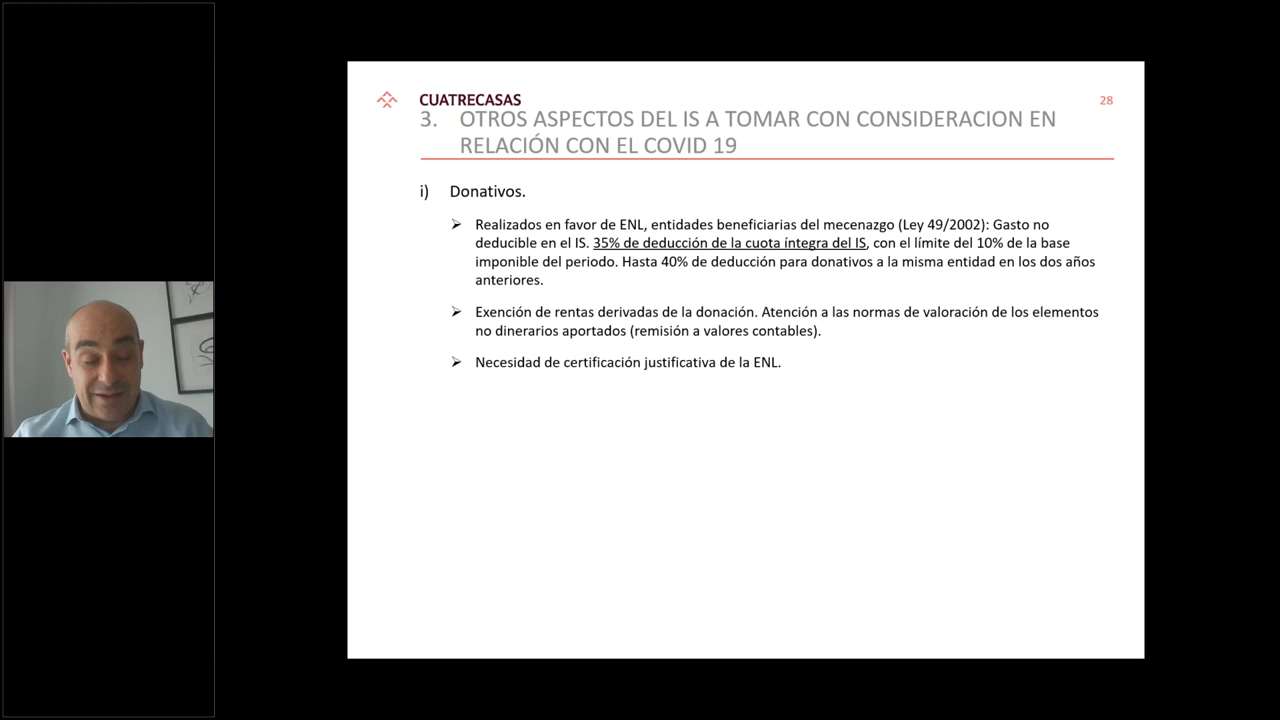 CUATRECASAS
28
3. OTROS ASPECTOS DEL IS A TOMAR CON CONSIDERACION EN
RELACIÓN CON EL COVID 19
i) Donativos.
➢ Realizados en favor de ENL, entidades beneficiarias del mecenazgo (Ley 49/2002): Gasto no
deducible en el IS. 35% de deducción de la cuota íntegra del IS, con el límite del 10% de la base
imponible del periodo. Hasta 40% de deducción para donativos a la misma entidad en los dos años
anteriores.
➢ Exención de rentas derivadas de la donación. Atención a las normas de valoración de los elementos
no dinerarios aportados (remisión a valores contables).
➢ Necesidad de certificación justificativa de la ENL.